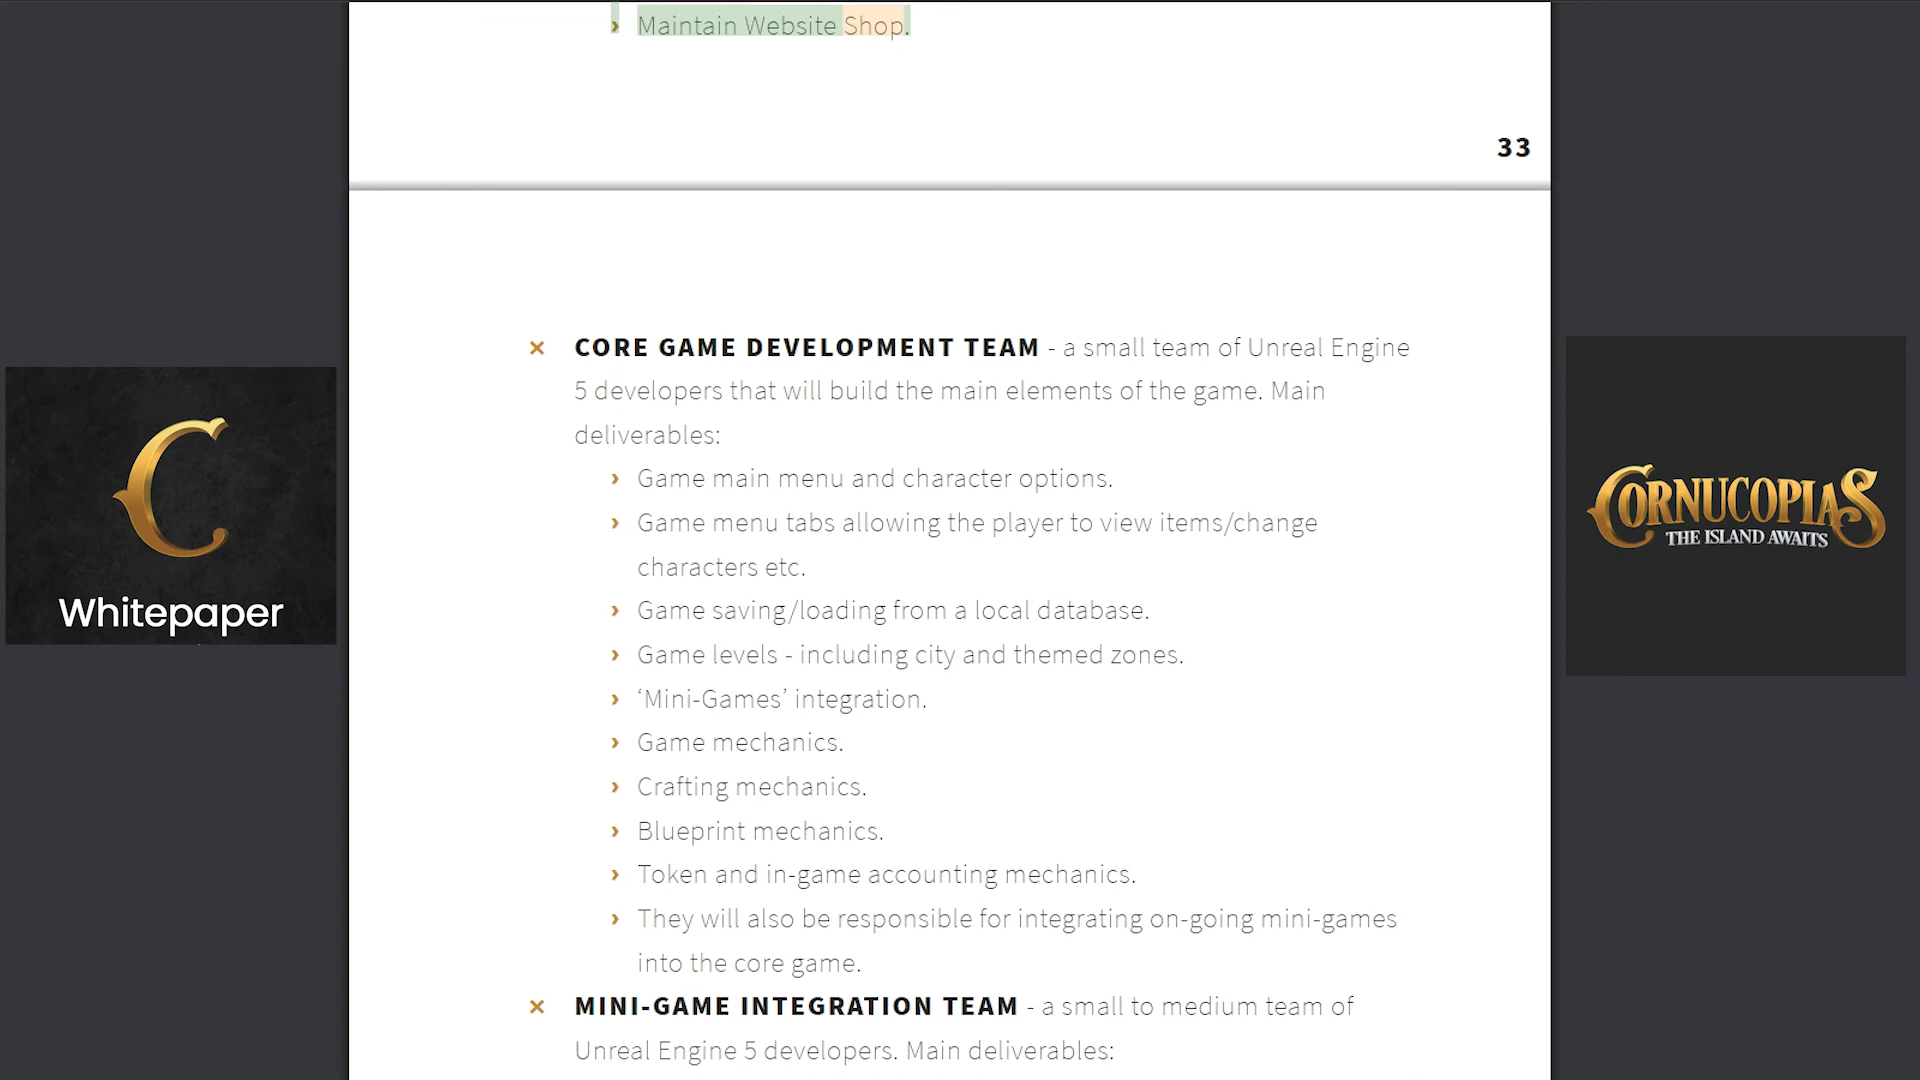 › Maintain Website Shop.
33
× CORE GAME DEVELOPMENT TEAM - a small team of Unreal Engine
5 developers that will build the main elements of the game. Main
deliverables:
› Game main menu and character options.
› Game menu tabs allowing the player to view items/change
characters etc.
› Game saving/loading from a local database.
› Game levels - including city and themed zones.
› ‘Mini-Games’ integration.
› Game mechanics.
› Crafting mechanics.
› Blueprint mechanics.
› Token and in-game accounting mechanics.
› They will also be responsible for integrating on-going mini-games
into the core game.
× MINI-GAME INTEGRATION TEAM - a small to medium team of
Unreal Engine 5 developers. Main deliverables:
C
Whitepaper
CORNUCOPIAS
THE ISLAND AWAITS